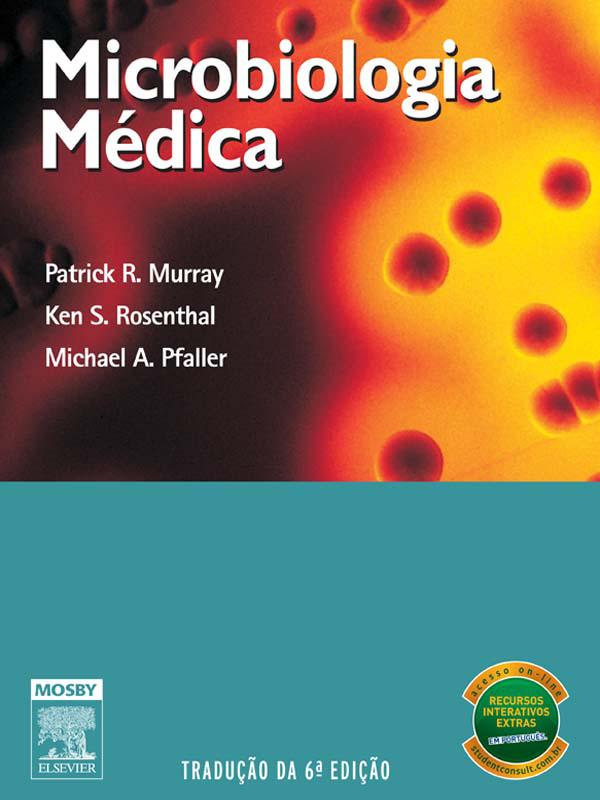 Microbiologia
Médica
Patrick R. Murray
Ken S. Rosenthal
Michael A. Pfaller
MOSBY
ELSEVIER
TRADUÇÃO DA 6ª EDIÇÃO
acesso on-line
RECURSOS
INTERATIVOS
EXTRAS
EM PORTUGUÊS
studentconsult.com.br